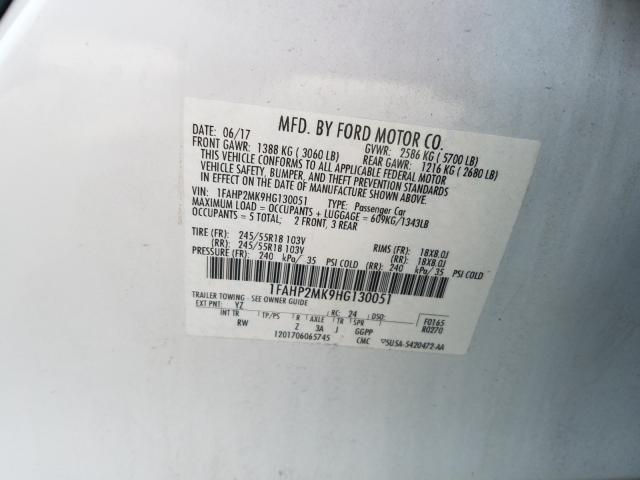 MFD. BY FORD MOTOR CO.
DATE: 06/17 GVWR: 2586 KG ( 5700 LB)
FRONT GAWR: 1388 KG ( 3060 LB) REAR GAWR: 1216 KG ( 2680 LB)
THIS VEHICLE CONFORMS TO ALL APPLICABLE FEDERAL MOTOR
VEHICLE SAFETY, BUMPER, AND THEFT PREVENTION STANDARDS
IN EFFECT ON THE DATE OF MANUFACTURE SHOWN ABOVE.
VIN: 1FAHP2MK9HG130051 TYPE: Passenger Car
MAXIMUM LOAD = OCCUPANTS + LUGGAGE = 609KG/1343LB
OCCUPANTS = 5 TOTAL; 2 FRONT, 3 REAR
TIRE (FR): 245/55R18 103V RIMS (FR): 18X8.0J
(RR): 245/55R18 103V (RR): 18X8.0J
PRESSURE (FR): 240 kPa/ 35 PSI COLD (RR): 240 kPa/ 35 PSI COLD
1FAHP2MK9HG130051
TRAILER TOWING - SEE OWNER GUIDE
EXT PNT: YZ RC: 24 DSO: F0165
INT TR TP/PS R AXLE TR SPR R0270
RW Z 3A J GGPP
1201706065745 CMC ▽5USA-5420472-AA